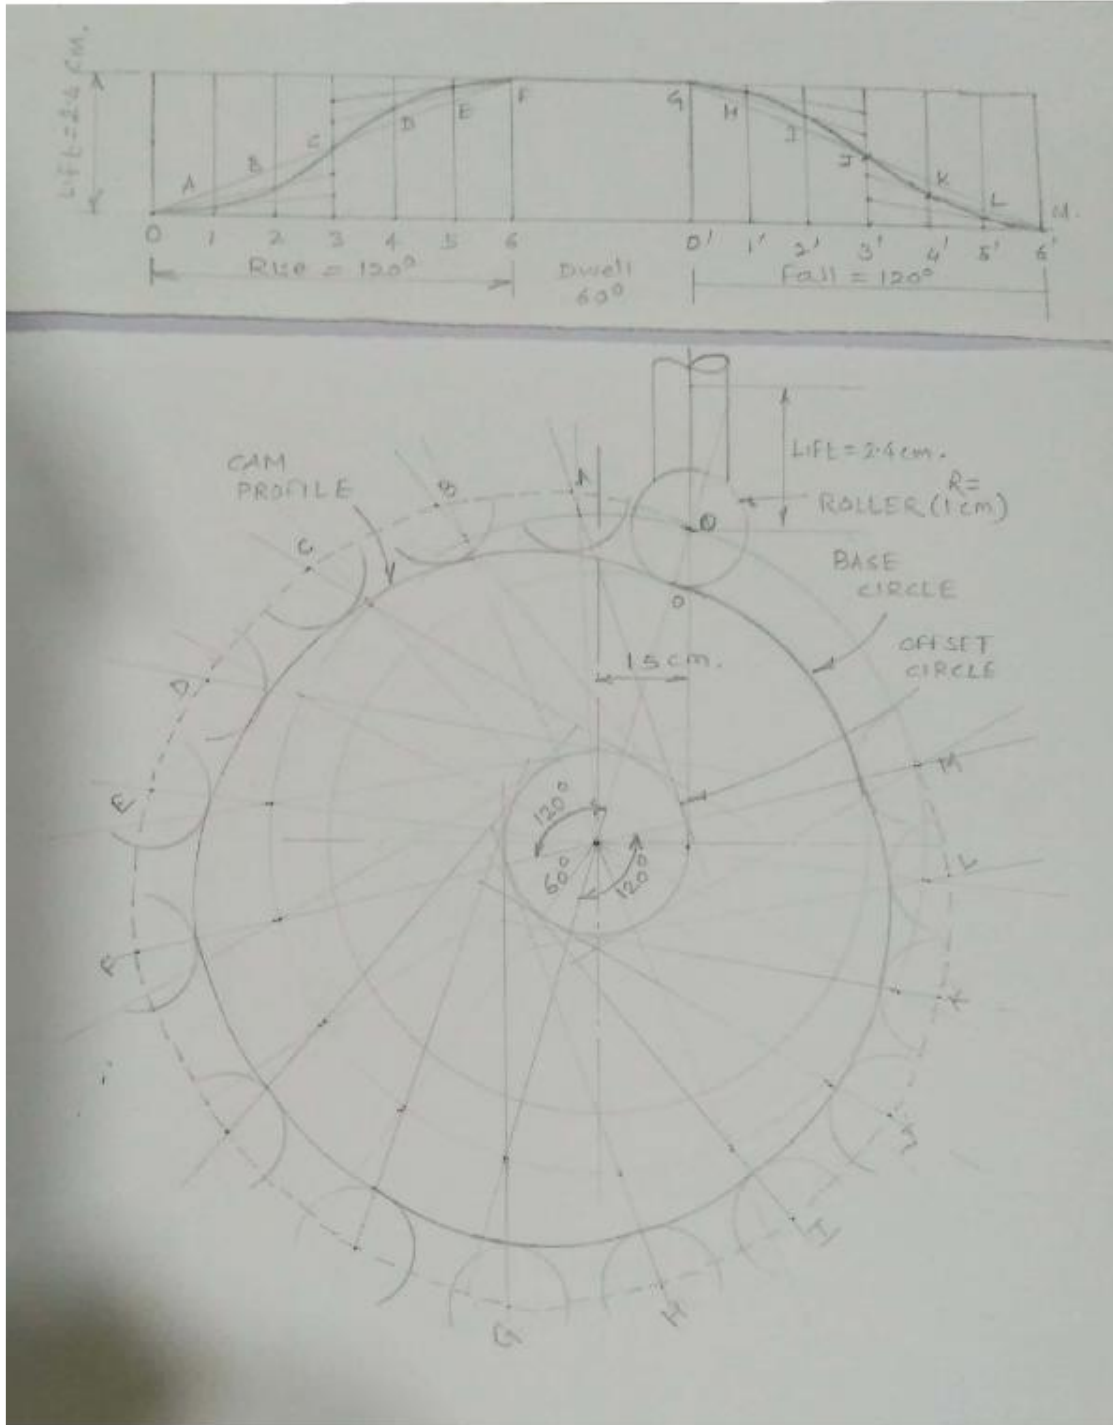 Lift = 2.4 cm.
A B C D E F G H I J K L M.
0 1 2 3 4 5 6 0' 1' 2' 3' 4' 5' 6'
Rise = 120°
Dwell
60°
Fall = 120°
CAM
PROFILE
LIFT = 2.4 cm.
R =
ROLLER (1 cm)
BASE
CIRCLE
OFFSET
CIRCLE
1.5 cm.
O
O
A
B
C
D
E
F
G
H
I
J
K
L
M
120°
60°
120°